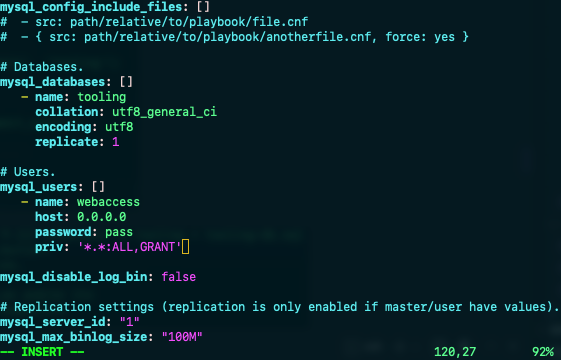 mysql_config_include_files: []
#  - src: path/relative/to/playbook/file.cnf
#  - { src: path/relative/to/playbook/anotherfile.cnf, force: yes }

# Databases.
mysql_databases: []
   - name: tooling
     collation: utf8_general_ci
     encoding: utf8
     replicate: 1

# Users.
mysql_users: []
   - name: webaccess
     host: 0.0.0.0
     password: pass
     priv: '*.*:ALL,GRANT'

mysql_disable_log_bin: false

# Replication settings (replication is only enabled if master/user have values).
mysql_server_id: "1"
mysql_max_binlog_size: "100M"
-- INSERT --                                             120,27        92%